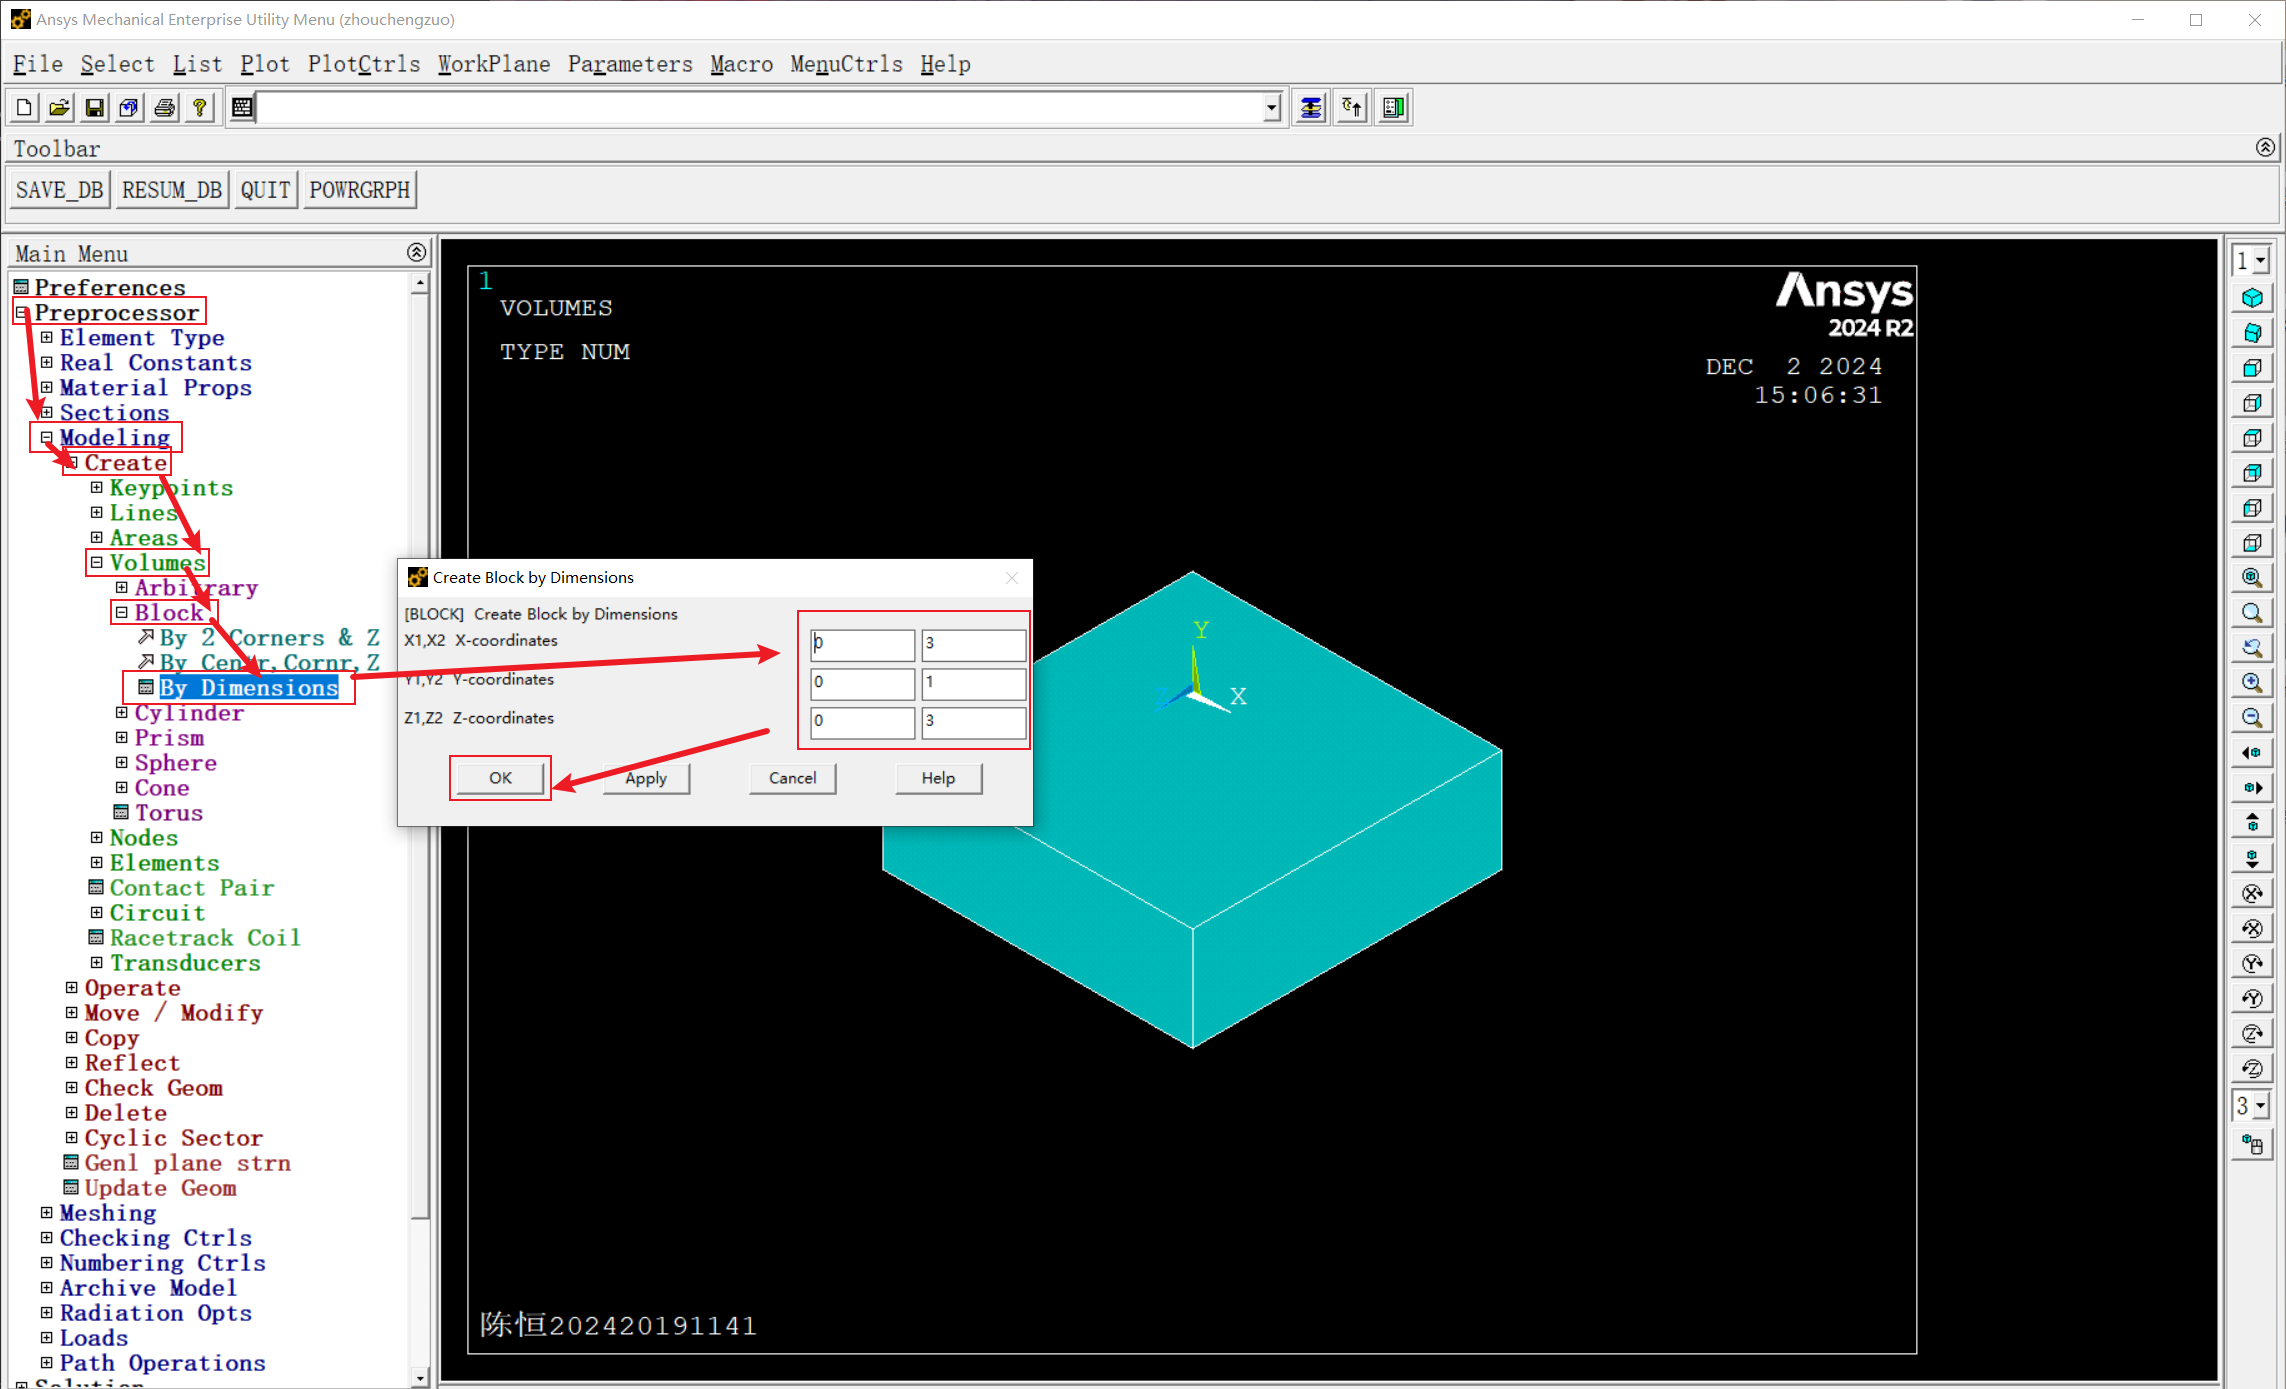 Ansys Mechanical Enterprise Utility Menu (zhouchengzuo)
File Select List Plot PlotCtrls WorkPlane Parameters Macro MenuCtrls Help
Toolbar
SAVE_DB RESUM_DB QUIT POWRGRPH
Main Menu
Preferences
Preprocessor
Element Type
Real Constants
Material Props
Sections
Modeling
Create
Keypoints
Lines
Areas
Volumes
Arbitrary
Block
By 2 Corners & Z
By Centr,Cornr,Z
By Dimensions
Cylinder
Prism
Sphere
Cone
Torus
Nodes
Elements
Contact Pair
Circuit
Racetrack Coil
Transducers
Operate
Move / Modify
Copy
Reflect
Check Geom
Delete
Cyclic Sector
Genl plane strn
Update Geom
Meshing
Checking Ctrls
Numbering Ctrls
Archive Model
Radiation Opts
Loads
Path Operations
Solution
Create Block by Dimensions
[BLOCK] Create Block by Dimensions
X1,X2 X-coordinates 0 3
Y1,Y2 Y-coordinates 0 1
Z1,Z2 Z-coordinates 0 3
OK Apply Cancel Help
1
VOLUMES
TYPE NUM
Ansys
2024 R2
DEC 2 2024
15:06:31
Y
Z X
陈恒202420191141
1
3